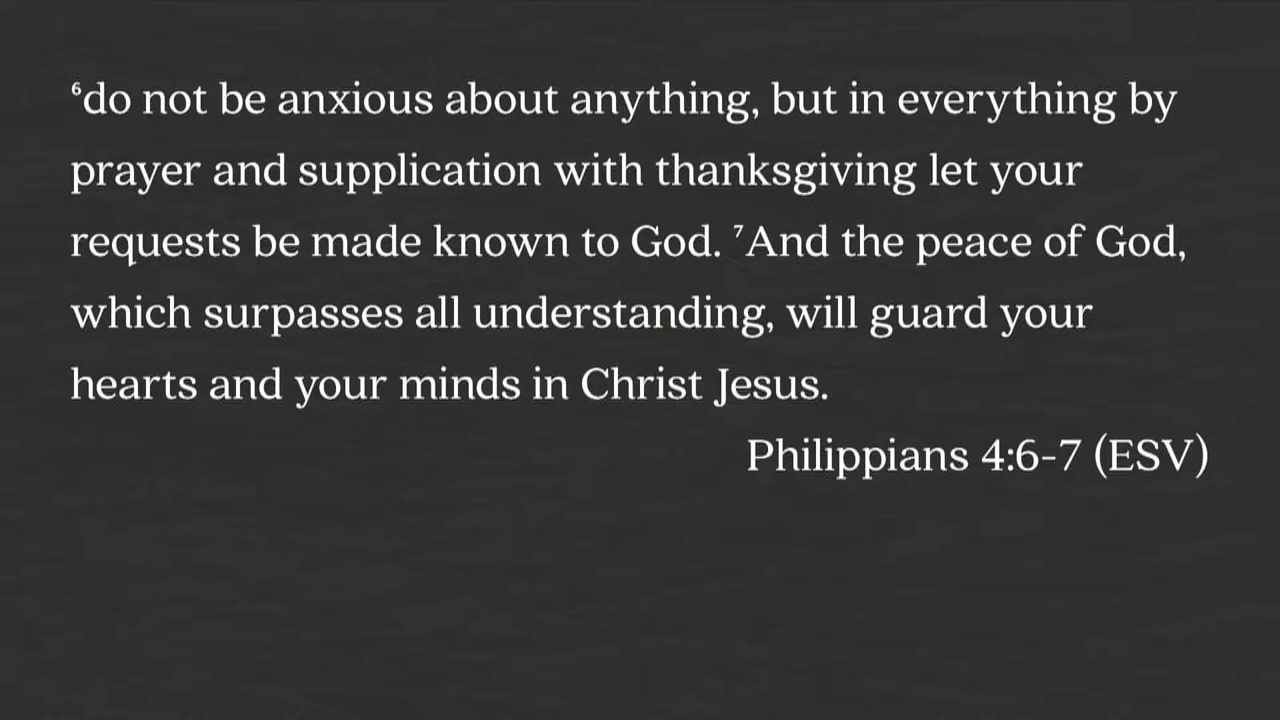 ⁶do not be anxious about anything, but in everything by
prayer and supplication with thanksgiving let your
requests be made known to God. ⁷And the peace of God,
which surpasses all understanding, will guard your
hearts and your minds in Christ Jesus.
Philippians 4:6-7 (ESV)